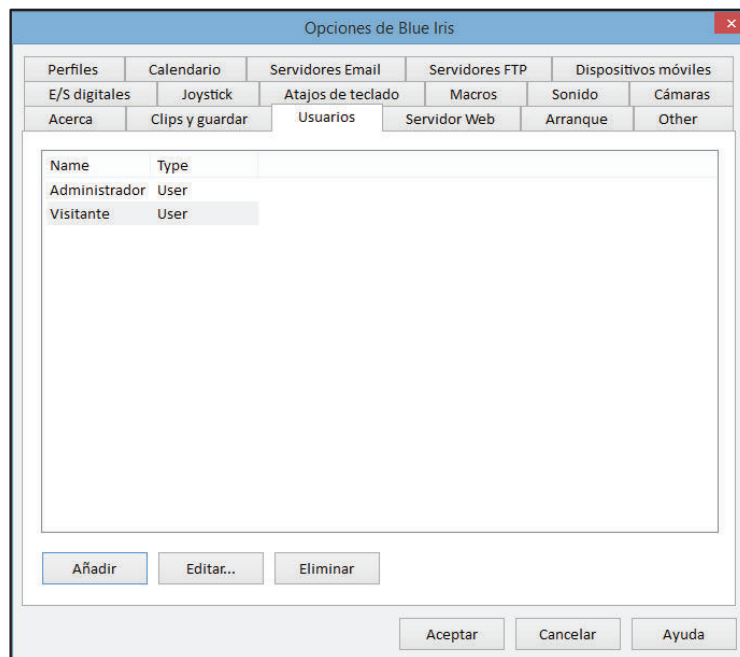 Opciones de Blue Iris
Perfiles Calendario Servidores Email Servidores FTP Dispositivos móviles
E/S digitales Joystick Atajos de teclado Macros Sonido Cámaras
Acerca Clips y guardar Usuarios Servidor Web Arranque Other
Name Type
Administrador User
Visitante User
Añadir Editar... Eliminar
Aceptar Cancelar Ayuda